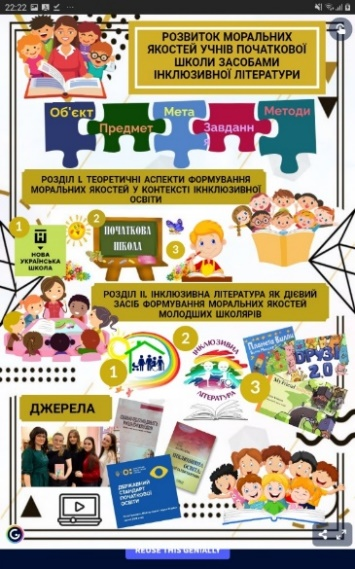 22:22
РОЗВИТОК МОРАЛЬНИХ
ЯКОСТЕЙ УЧНІВ ПОЧАТКОВОЇ
ШКОЛИ ЗАСОБАМИ
ІНКЛЮЗИВНОЇ ЛІТЕРАТУРИ
Об'єкт
Предмет
Мета
Завданн
Методи
РОЗДІЛ І. ТЕОРЕТИЧНІ АСПЕКТИ ФОРМУВАННЯ
МОРАЛЬНИХ ЯКОСТЕЙ У КОНТЕКСТІ ІНКЛЮЗИВНОЇ
ОСВІТИ
1
Н
НОВА
УКРАЇНСЬКА
ШКОЛА
2
ПОЧАТКОВА
ШКОЛА
3
РОЗДІЛ ІІ. ІНКЛЮЗИВНА ЛІТЕРАТУРА ЯК ДІЄВИЙ
ЗАСІБ ФОРМУВАННЯ МОРАЛЬНИХ ЯКОСТЕЙ
МОЛОДШИХ ШКОЛЯРІВ
1
2
ІНКЛЮЗИВНА
ЛІТЕРАТУРА
3
ДРУЗІ
2.0
ДЖЕРЕЛА
ДЕРЖАВНИЙ
СТАНДАРТ
ПОЧАТКОВОЇ
ОСВІТИ
G
REUSE THIS GENIALLY